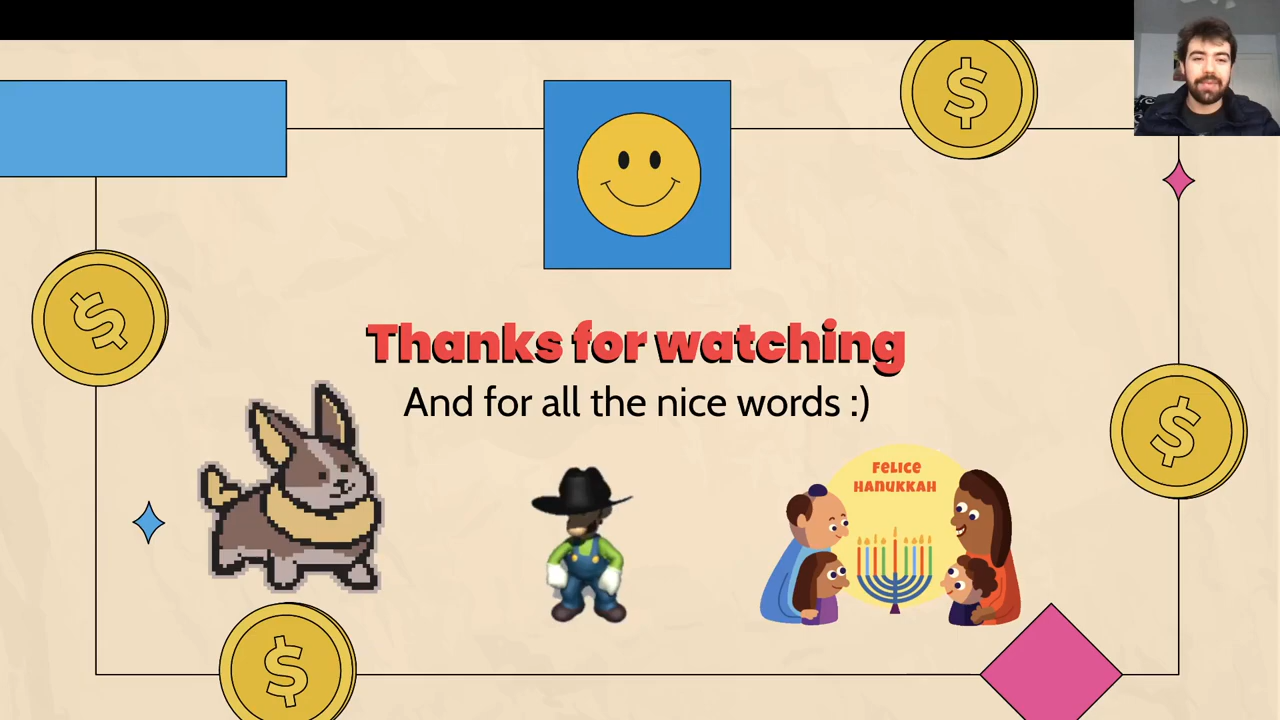 $
Thanks for watching
$
And for all the nice words :)
$
FELICE
HANUKKAH
$